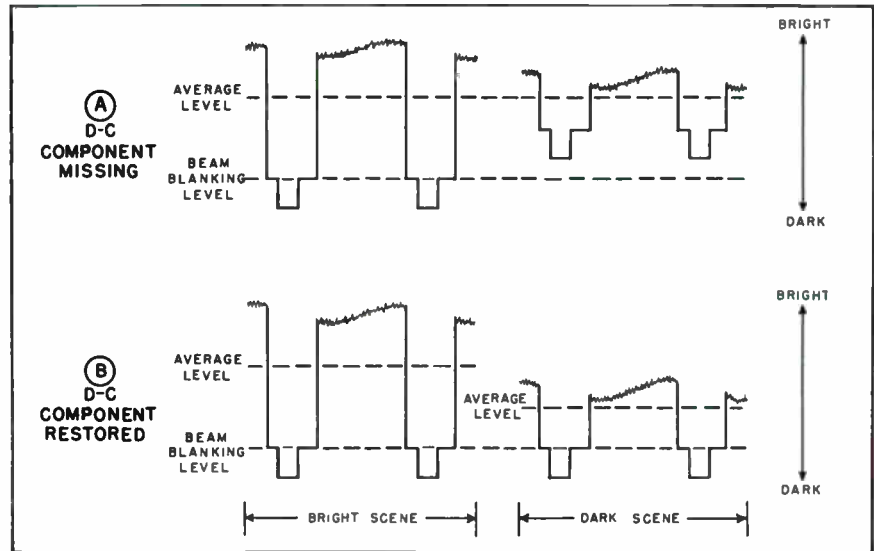 BRIGHT
AVERAGE
LEVEL
A
D-C
COMPONENT
MISSING
BEAM
BLANKING
LEVEL
DARK
BRIGHT
AVERAGE
LEVEL
B
D-C
COMPONENT
RESTORED
AVERAGE
LEVEL
BEAM
BLANKING
LEVEL
DARK
BRIGHT SCENE
DARK SCENE